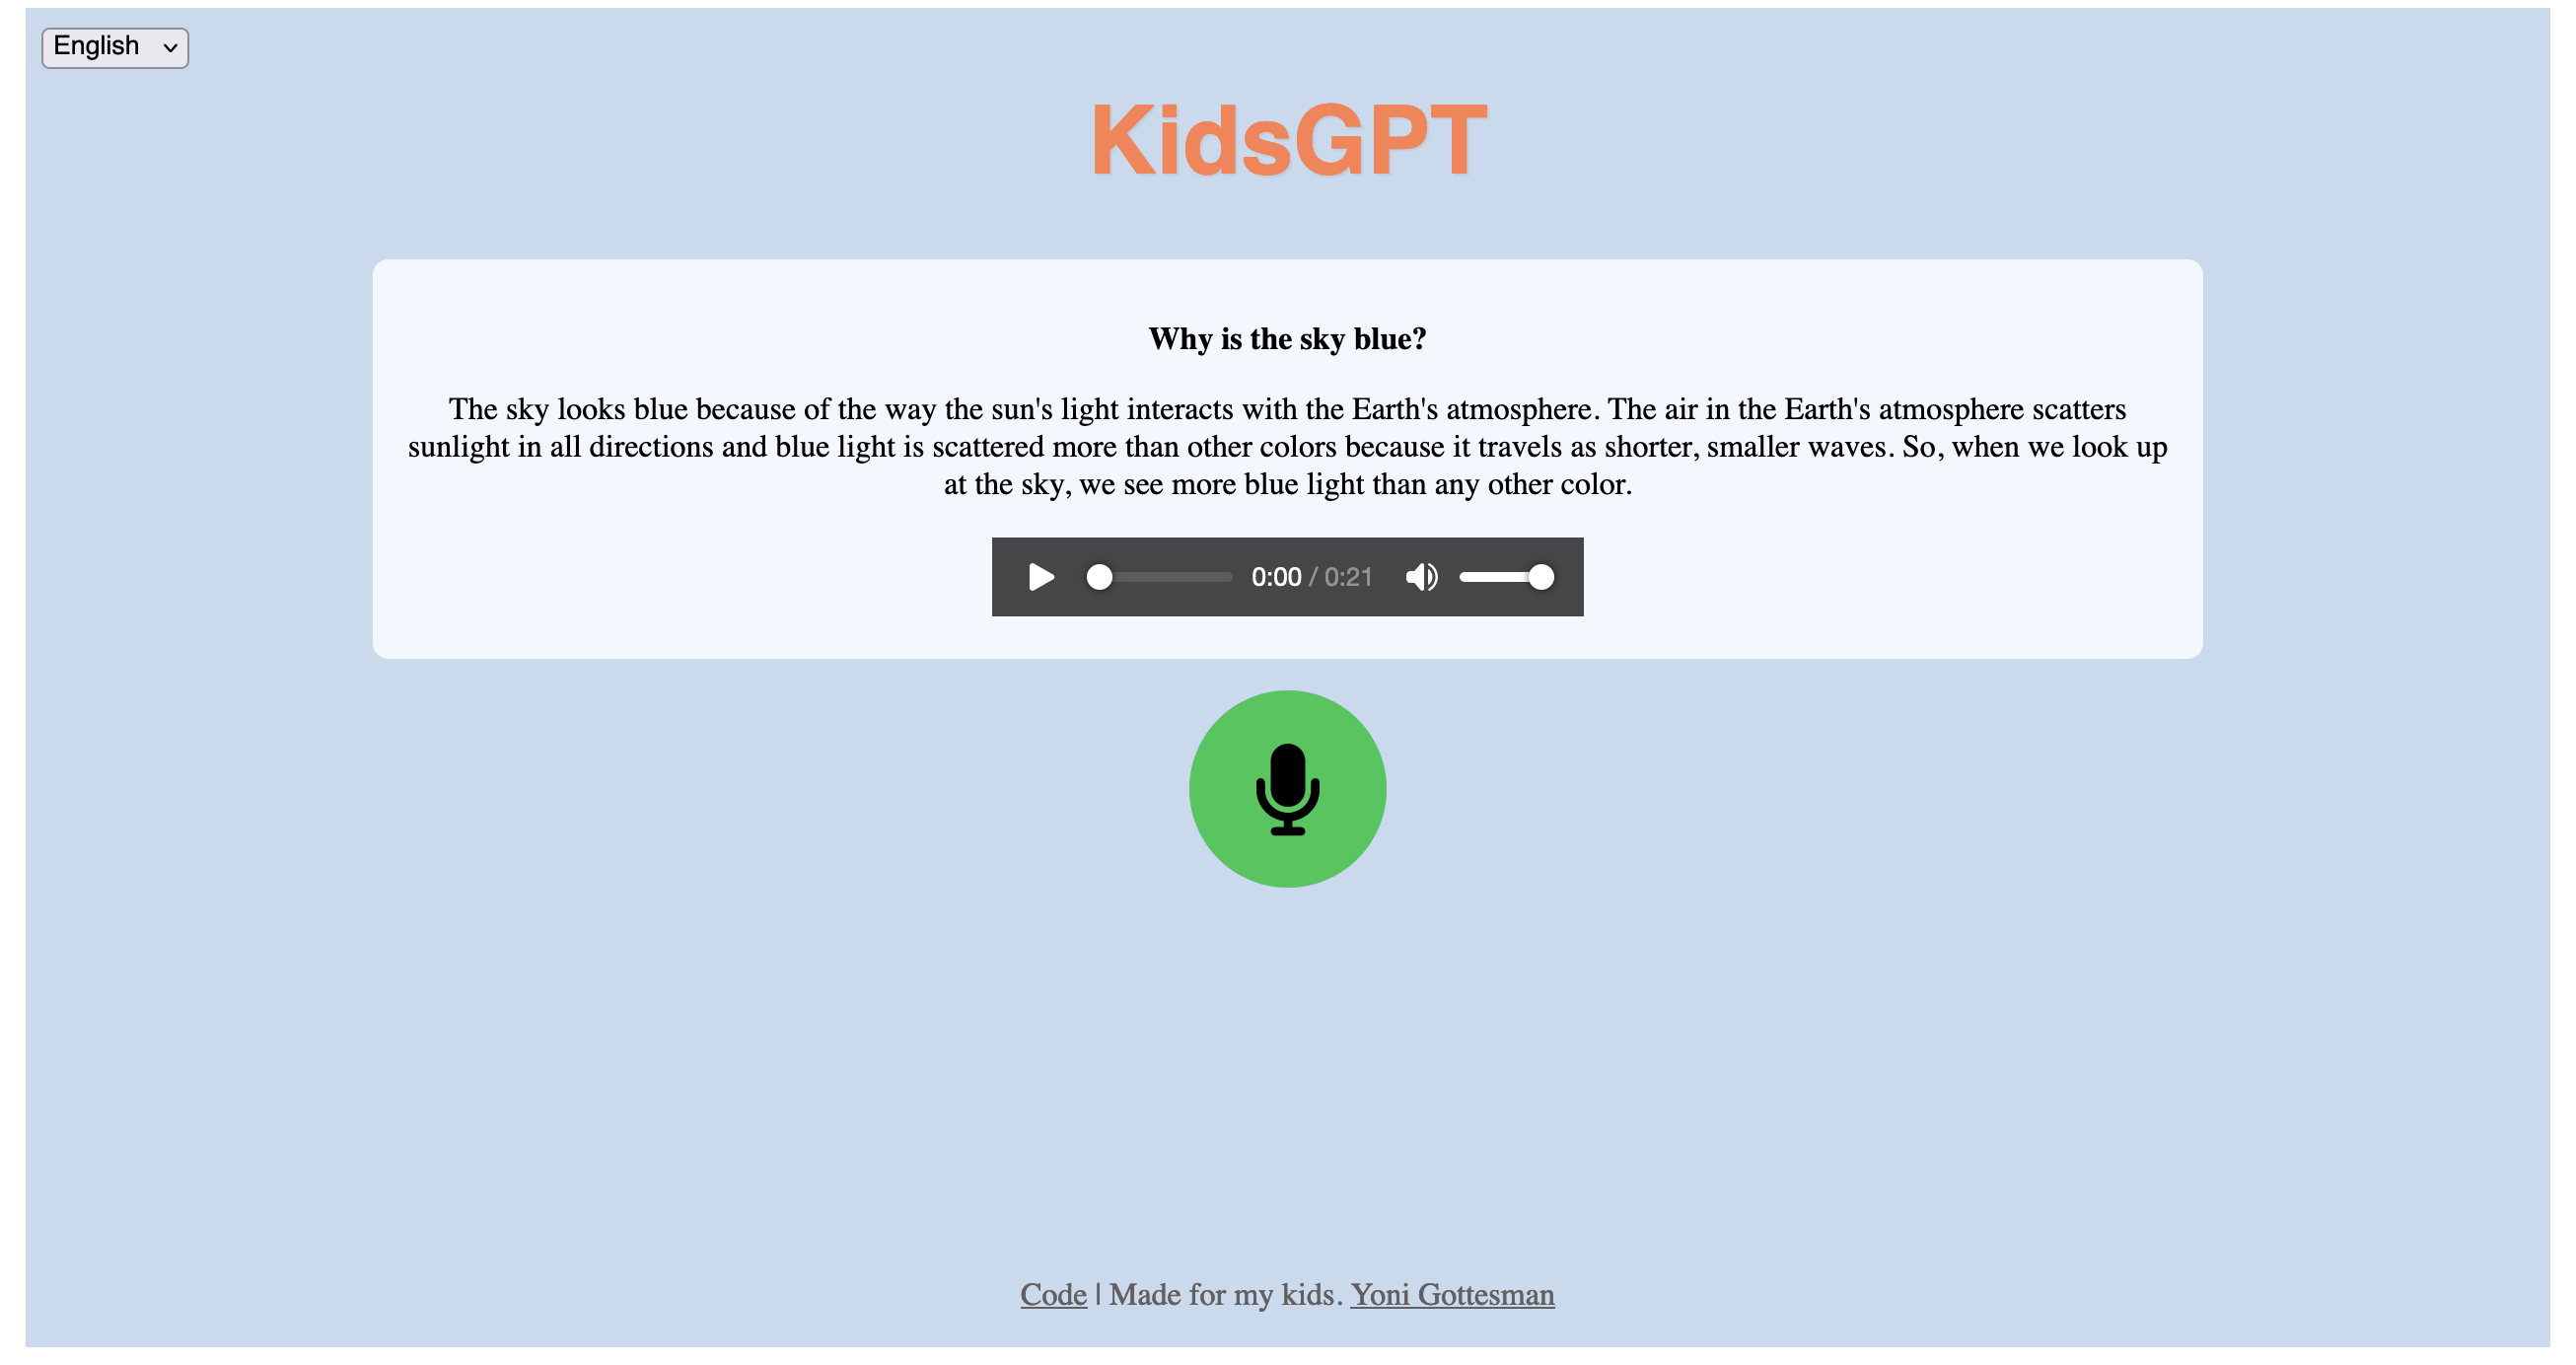 English
KidsGPT
Why is the sky blue?
The sky looks blue because of the way the sun's light interacts with the Earth's atmosphere. The air in the Earth's atmosphere scatters
sunlight in all directions and blue light is scattered more than other colors because it travels as shorter, smaller waves. So, when we look up
at the sky, we see more blue light than any other color.
0:00 / 0:21
Code | Made for my kids. Yoni Gottesman